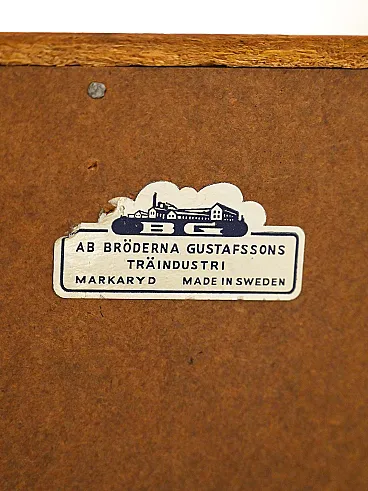 BG
AB BRÖDERNA GUSTAFSSONS
TRÄINDUSTRI
MARKARYD MADE IN SWEDEN